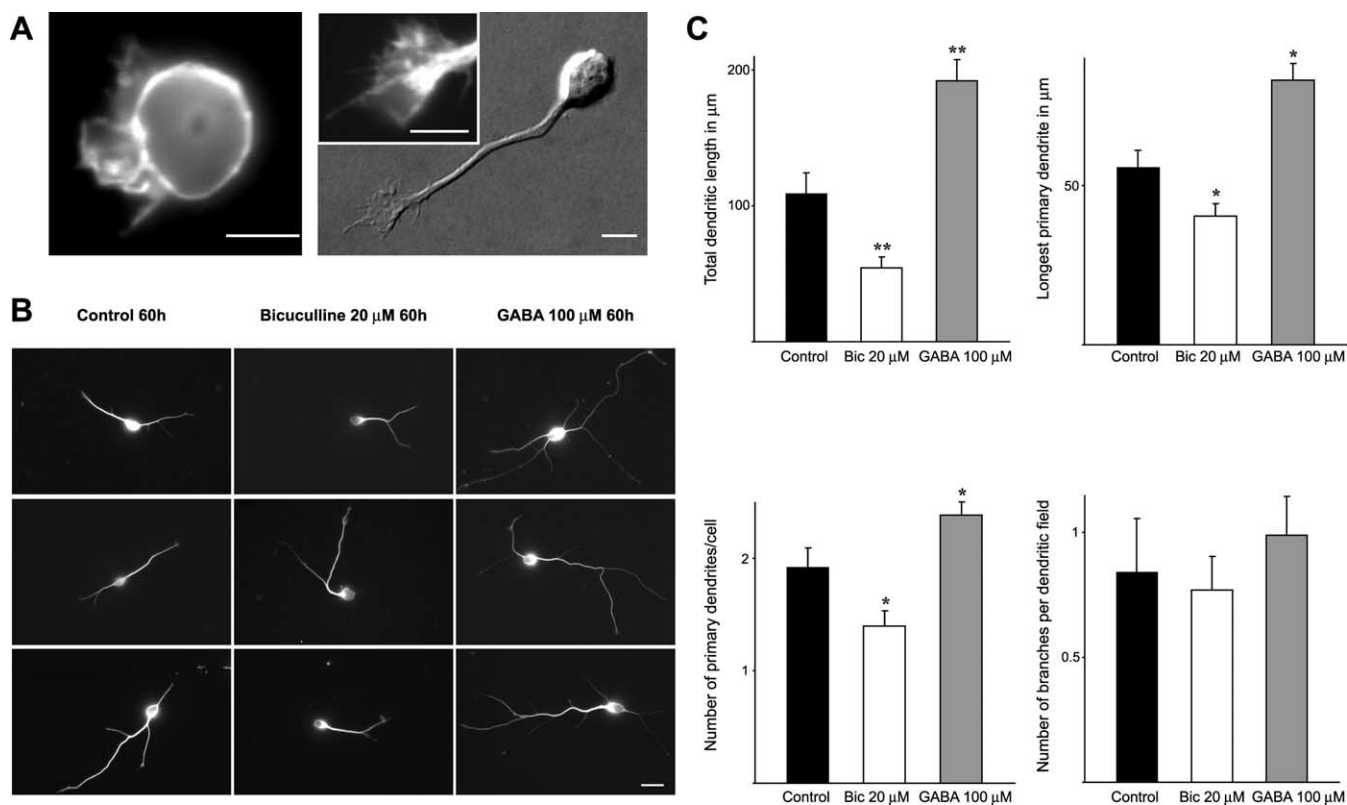 A
B
Control 60h
Bicuculline 20 μM 60h
GABA 100 μM 60h
C
Total dendritic length in μm
200
100
**
**
Control
Bic 20 μM
GABA 100 μM
Longest primary dendrite in μm
50
*
*
Control
Bic 20 μM
GABA 100 μM
Number of primary dendrites/cell
2
1
*
*
Control
Bic 20 μM
GABA 100 μM
Number of branches per dendritic field
1
0.5
Control
Bic 20 μM
GABA 100 μM